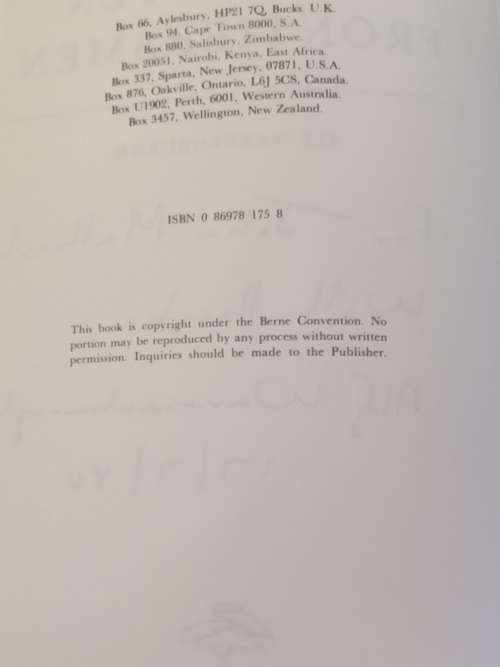 Box 66, Aylesbury, HP21 7Q, Bucks. U.K.
Box 94, Cape Town 8000, S.A.
Box 880, Salisbury, Zimbabwe.
Box 20051, Nairobi, Kenya, East Africa.
Box 337, Sparta, New Jersey, 07871, U.S.A.
Box 876, Oakville, Ontario, L6J 5CS, Canada.
Box U1902, Perth, 6001, Western Australia.
Box 3457, Wellington, New Zealand.
ISBN 0 86978 175 8
This book is copyright under the Berne Convention. No
portion may be reproduced by any process without written
permission. Inquiries should be made to the Publisher.